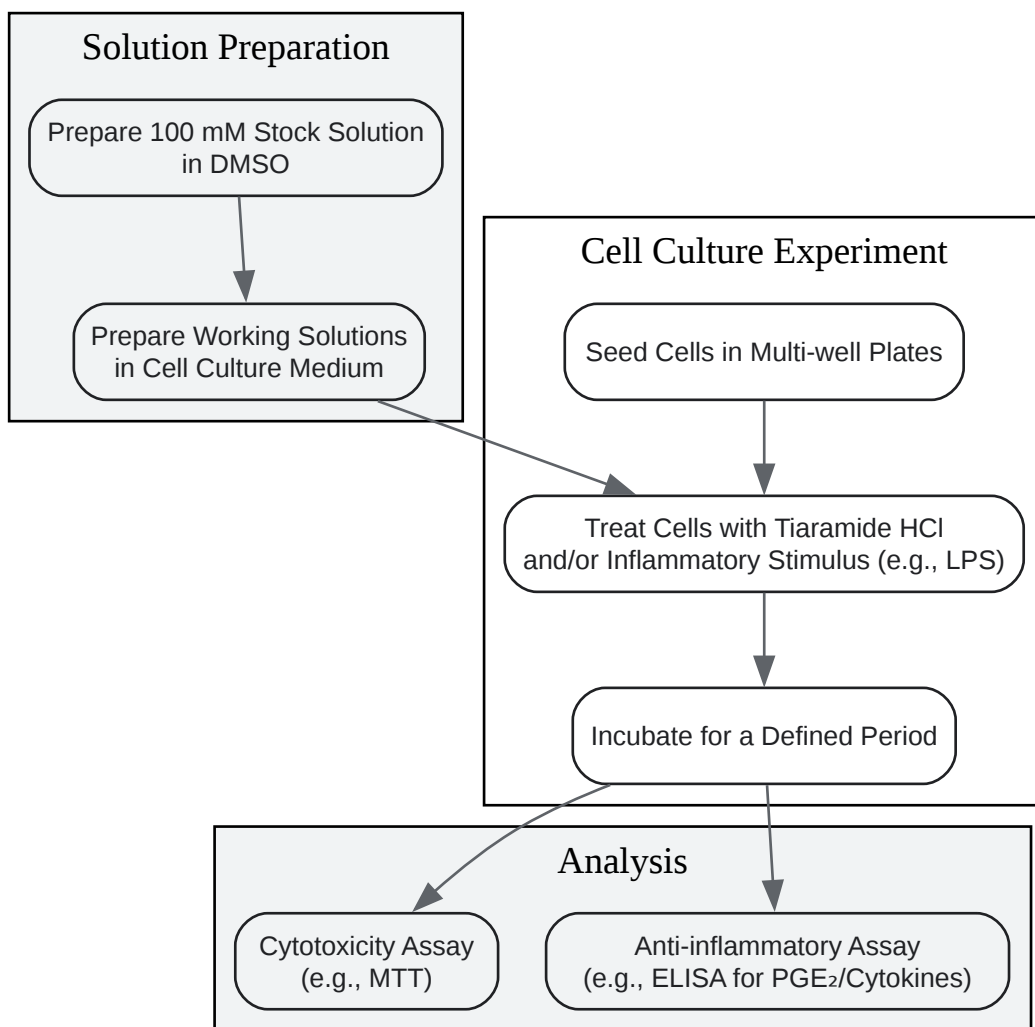 Solution Preparation
Prepare 100 mM Stock Solution
in DMSO
Prepare Working Solutions
in Cell Culture Medium
Cell Culture Experiment
Seed Cells in Multi-well Plates
Treat Cells with Tiaramide HCl
and/or Inflammatory Stimulus (e.g., LPS)
Incubate for a Defined Period
Analysis
Cytotoxicity Assay
(e.g., MTT)
Anti-inflammatory Assay
(e.g., ELISA for PGE₂/Cytokines)